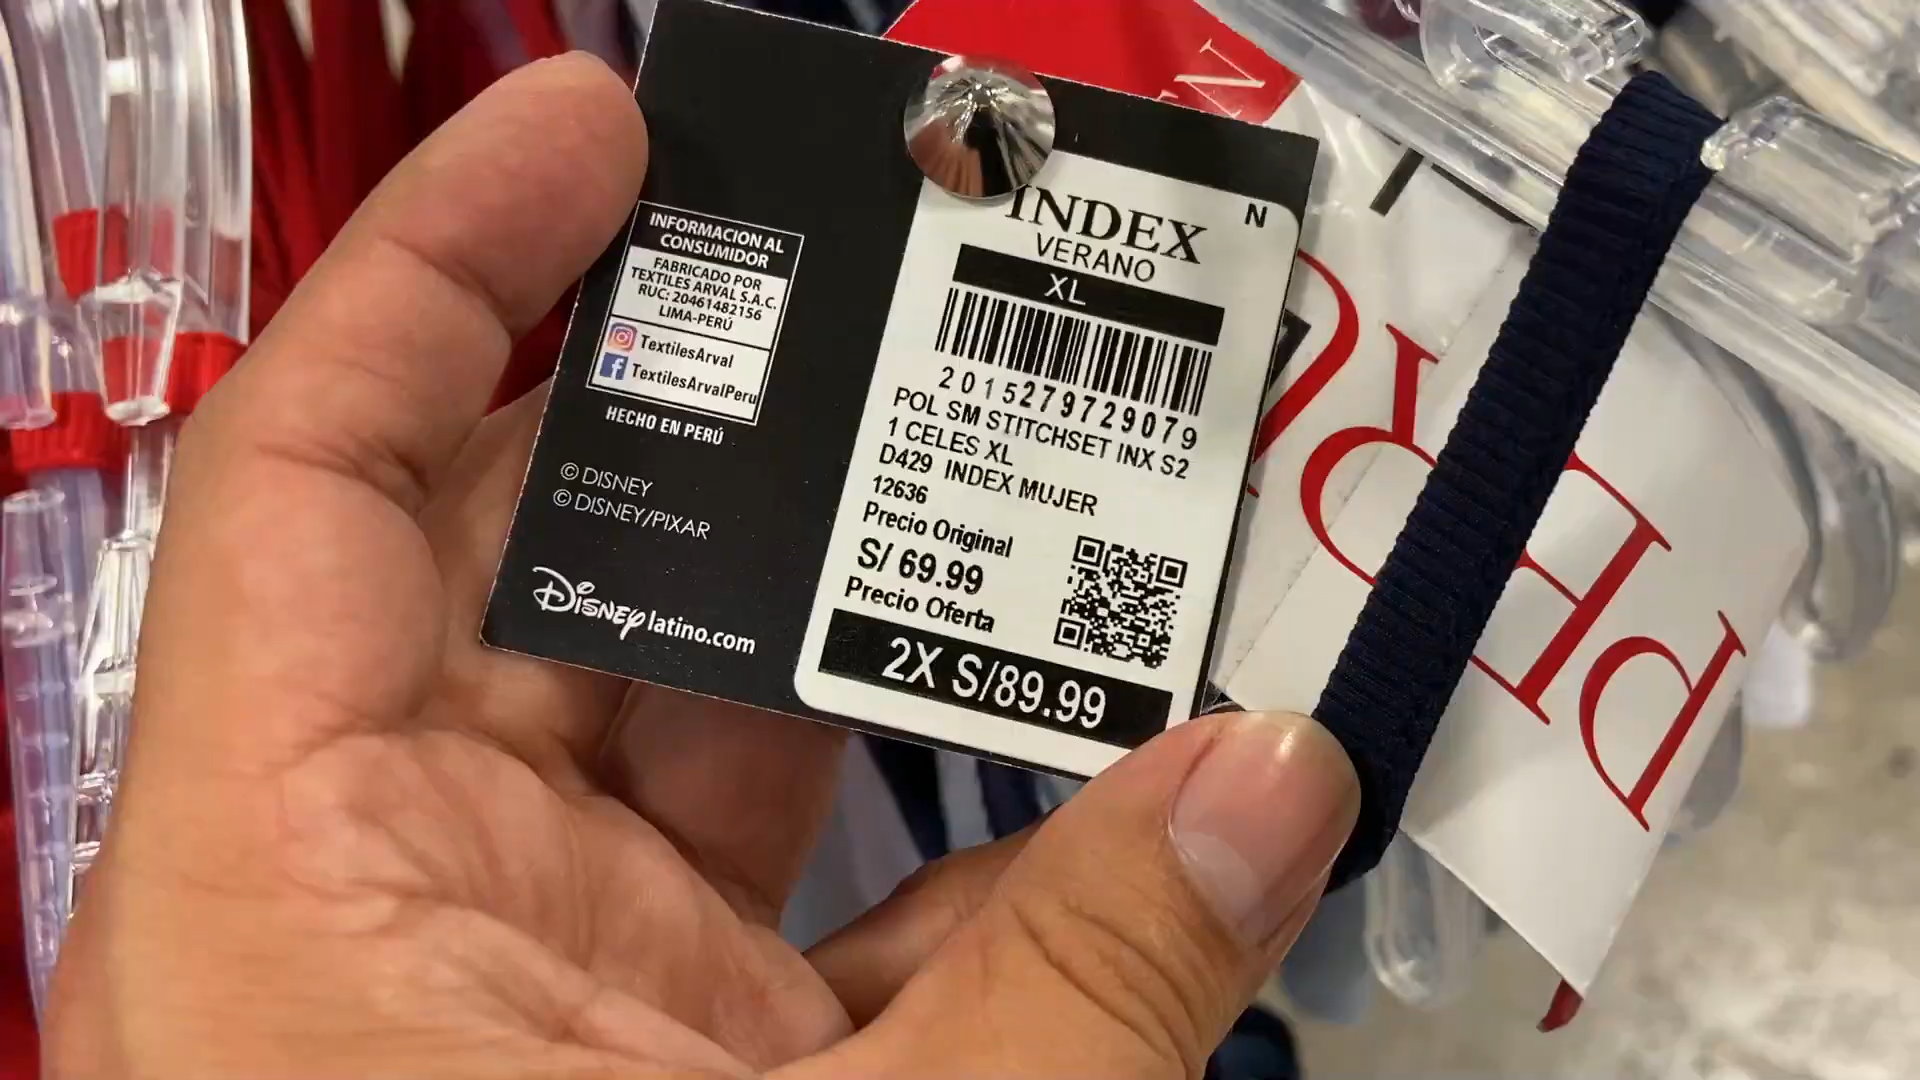 INFORMACION AL
CONSUMIDOR
FABRICADO POR
TEXTILES ARVAL S.A.C.
RUC: 20461482156
LIMA-PERÚ
TextilesArval
TextilesArvalPeru
HECHO EN PERÚ
© DISNEY
© DISNEY/PIXAR
Disney latino.com
N
INDEX
VERANO
XL
2015279729079
POL SM STITCHSET INX S2
1 CELES XL
D429 INDEX MUJER
12636
Precio Original
S/ 69.99
Precio Oferta
2X S/89.99